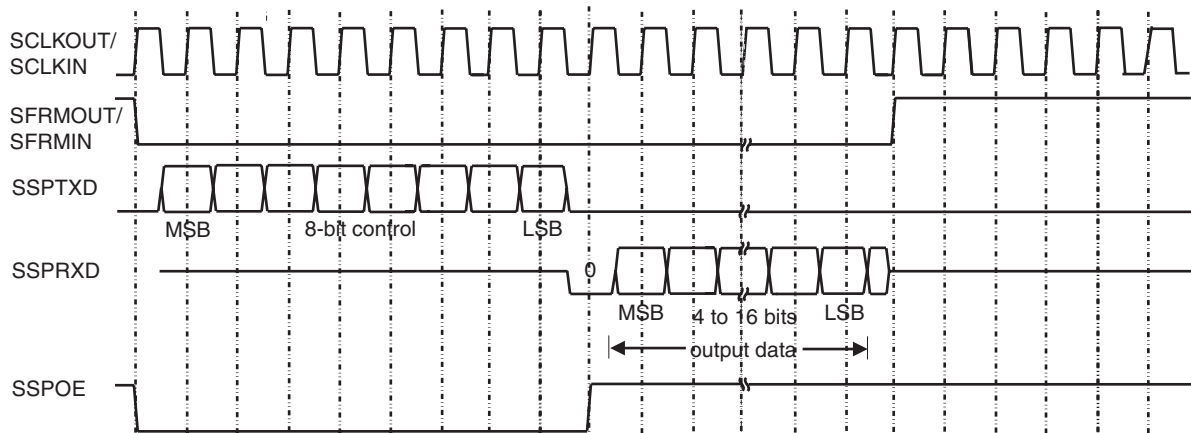 SCLKOUT/
SCLKIN
SFRMOUT/
SFRMIN
SSPTXD
MSB 8-bit control LSB
SSPRXD
0
MSB 4 to 16 bits LSB
output data
SSPOE